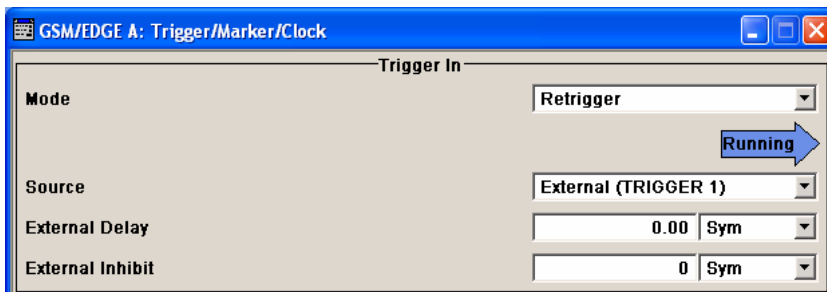 GSM/EDGE A: Trigger/Marker/Clock
Trigger In
Mode Retrigger
Running
Source External (TRIGGER 1)
External Delay 0.00 Sym
External Inhibit 0 Sym